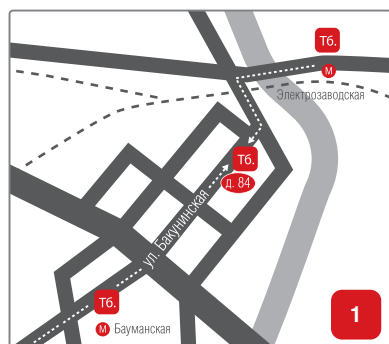 Тб.
М
Электрозаводская
Тб.
д. 84
ул. Бакунинская
Тб.
М Бауманская
1